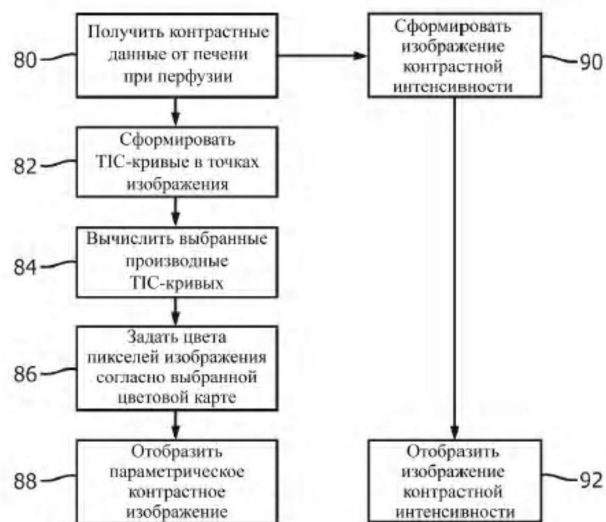 80
Получить контрастные
данные от печени
при перфузии
Сформировать
изображение
контрастной
интенсивности
90
82
Сформировать
TIC-кривые в точках
изображения
84
Вычислить выбранные
производные
TIC-кривых
86
Задать цвета
пикселей изображения
согласно выбранной
цветовой карте
88
Отобразить
параметрическое
контрастное
изображение
Отобразить
изображение
контрастной
интенсивности
92